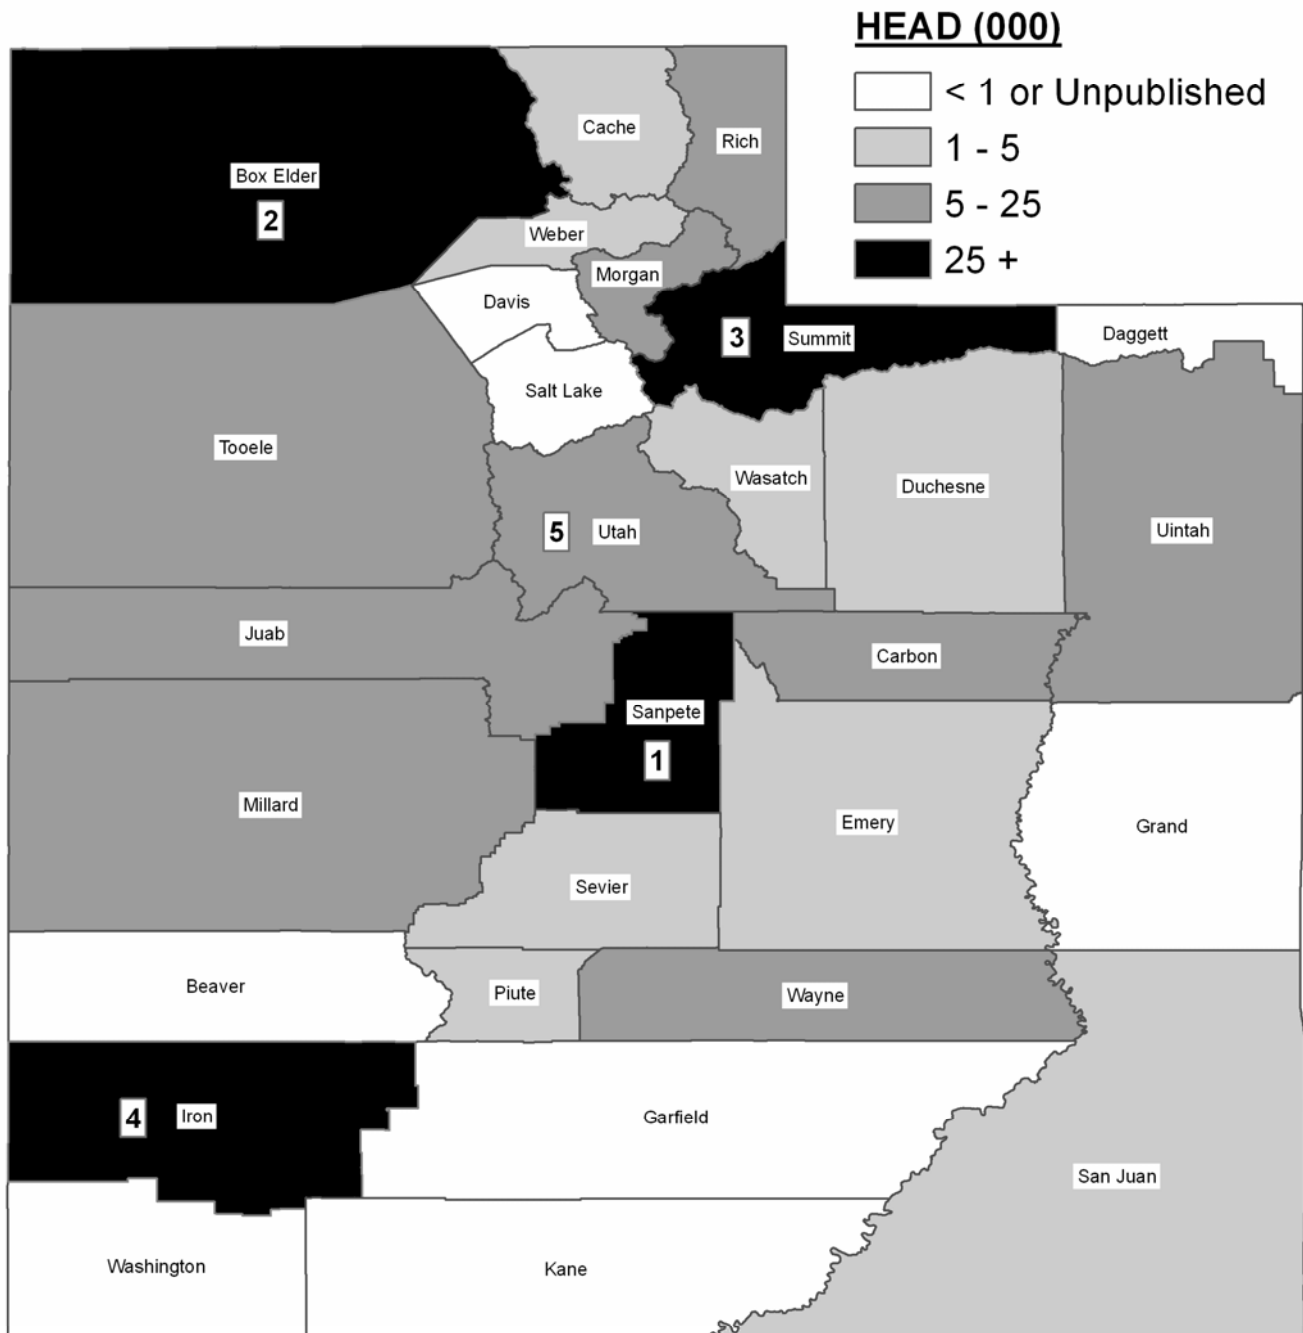 HEAD (000)
< 1 or Unpublished
1 - 5
5 - 25
25 +
Cache
Rich
Box Elder
2
Weber
Morgan
Davis
3
Summit
Daggett
Salt Lake
Tooele
Wasatch
Duchesne
5
Utah
Uintah
Juab
Carbon
Sanpete
1
Millard
Emery
Grand
Sevier
Beaver
Piute
Wayne
4
Iron
Garfield
San Juan
Washington
Kane